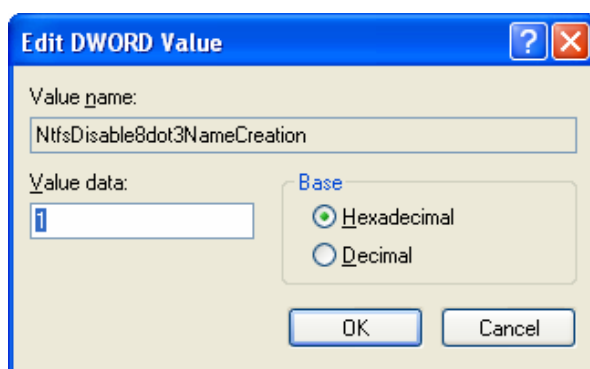 Edit DWORD Value
Value name:
NtfsDisable8dot3NameCreation
Value data:
1
Base
Hexadecimal
Decimal
OK
Cancel